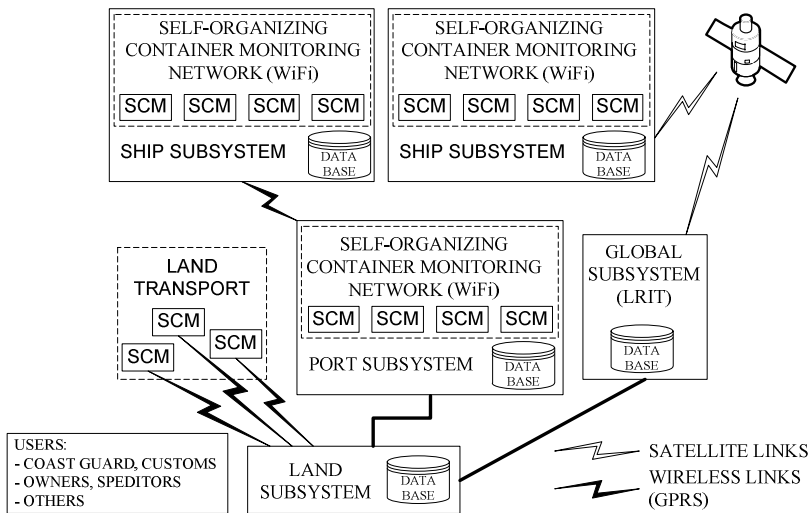 SELF-ORGANIZING
CONTAINER MONITORING
NETWORK (WiFi)
SCM SCM SCM SCM
SHIP SUBSYSTEM
DATA
BASE
SELF-ORGANIZING
CONTAINER MONITORING
NETWORK (WiFi)
SCM SCM SCM SCM
SHIP SUBSYSTEM
DATA
BASE
SELF-ORGANIZING
CONTAINER MONITORING
NETWORK (WiFi)
SCM SCM SCM SCM
PORT SUBSYSTEM
DATA
BASE
GLOBAL
SUBSYSTEM
(LRIT)
DATA
BASE
LAND
TRANSPORT
SCM
SCM
SCM
USERS:
- COAST GUARD, CUSTOMS
- OWNERS, SPEDITORS
- OTHERS
LAND
SUBSYSTEM
DATA
BASE
SATELLITE LINKS
WIRELESS LINKS
(GPRS)